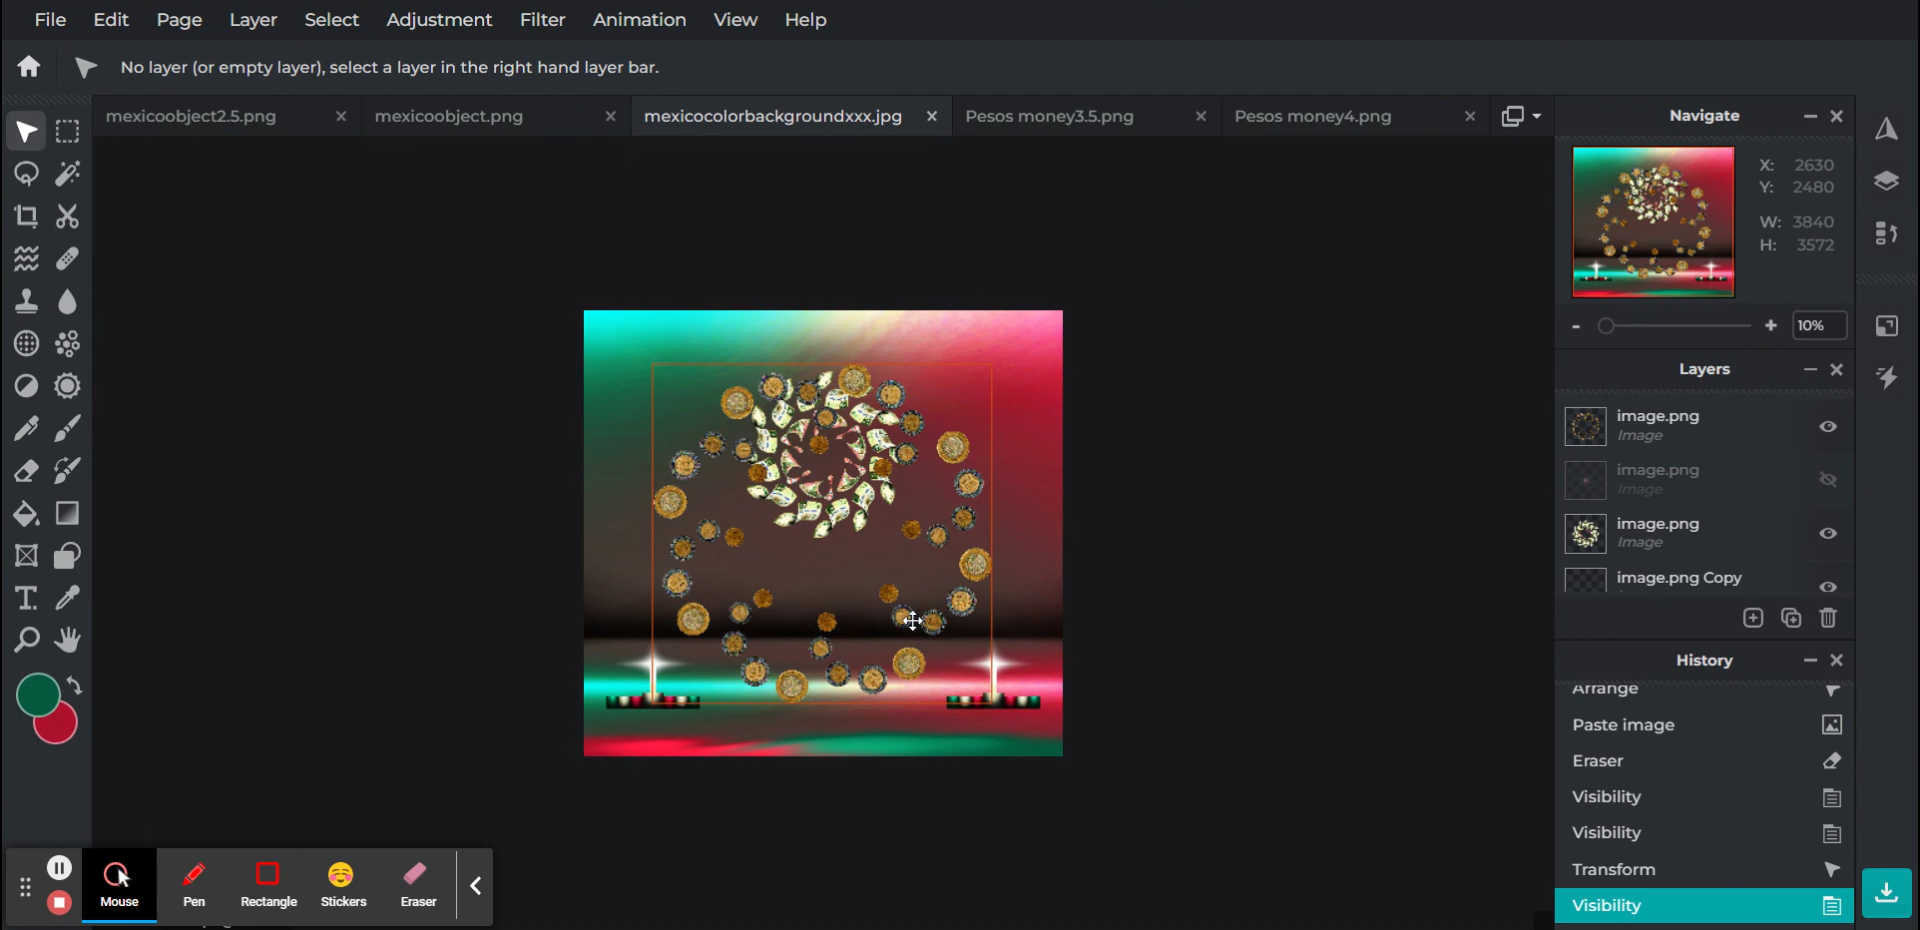 File Edit Page Layer Select Adjustment Filter Animation View Help
No layer (or empty layer), select a layer in the right hand layer bar.
mexicoobject2.5.png
mexicoobject.png
mexicocolorbackgroundxxx.jpg
Pesos money3.5.png
Pesos money4.png
Navigate
X: 2630
Y: 2480
W: 3840
H: 3572
10%
Layers
image.png
Image
image.png
Image
image.png
Image
image.png Copy
History
Arrange
Paste image
Eraser
Visibility
Visibility
Transform
Visibility
Mouse
Pen
Rectangle
Stickers
Eraser